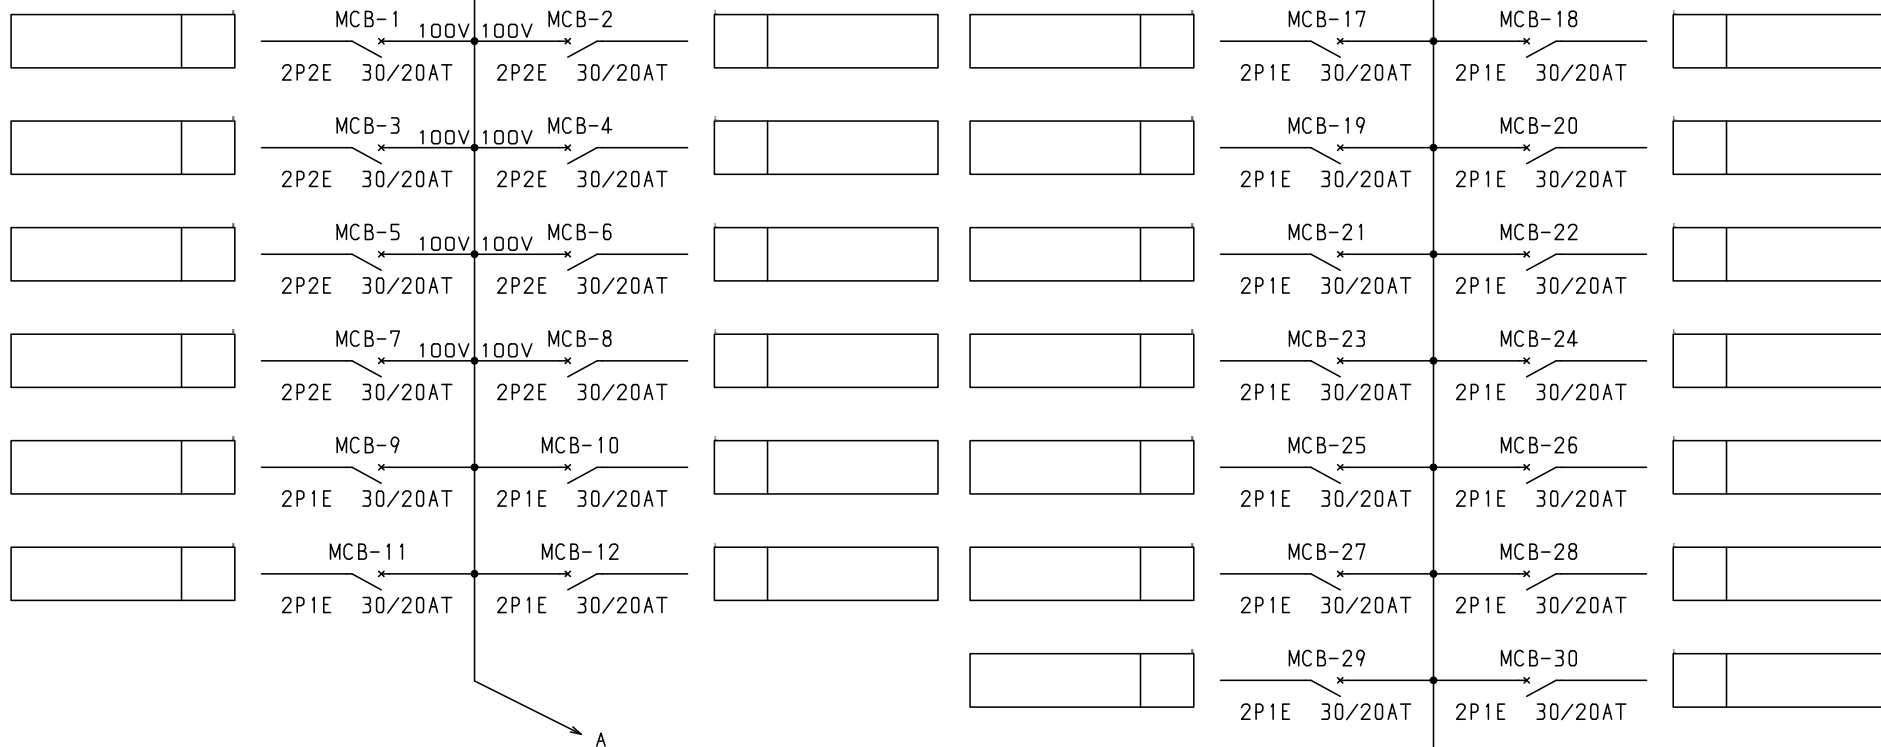 MCB-1 100V 100V MCB-2
2P2E 30/20AT 2P2E 30/20AT
MCB-3 100V 100V MCB-4
2P2E 30/20AT 2P2E 30/20AT
MCB-5 100V 100V MCB-6
2P2E 30/20AT 2P2E 30/20AT
MCB-7 100V 100V MCB-8
2P2E 30/20AT 2P2E 30/20AT
MCB-9 MCB-10
2P1E 30/20AT 2P1E 30/20AT
MCB-11 MCB-12
2P1E 30/20AT 2P1E 30/20AT
A
MCB-17 MCB-18
2P1E 30/20AT 2P1E 30/20AT
MCB-19 MCB-20
2P1E 30/20AT 2P1E 30/20AT
MCB-21 MCB-22
2P1E 30/20AT 2P1E 30/20AT
MCB-23 MCB-24
2P1E 30/20AT 2P1E 30/20AT
MCB-25 MCB-26
2P1E 30/20AT 2P1E 30/20AT
MCB-27 MCB-28
2P1E 30/20AT 2P1E 30/20AT
MCB-29 MCB-30
2P1E 30/20AT 2P1E 30/20AT